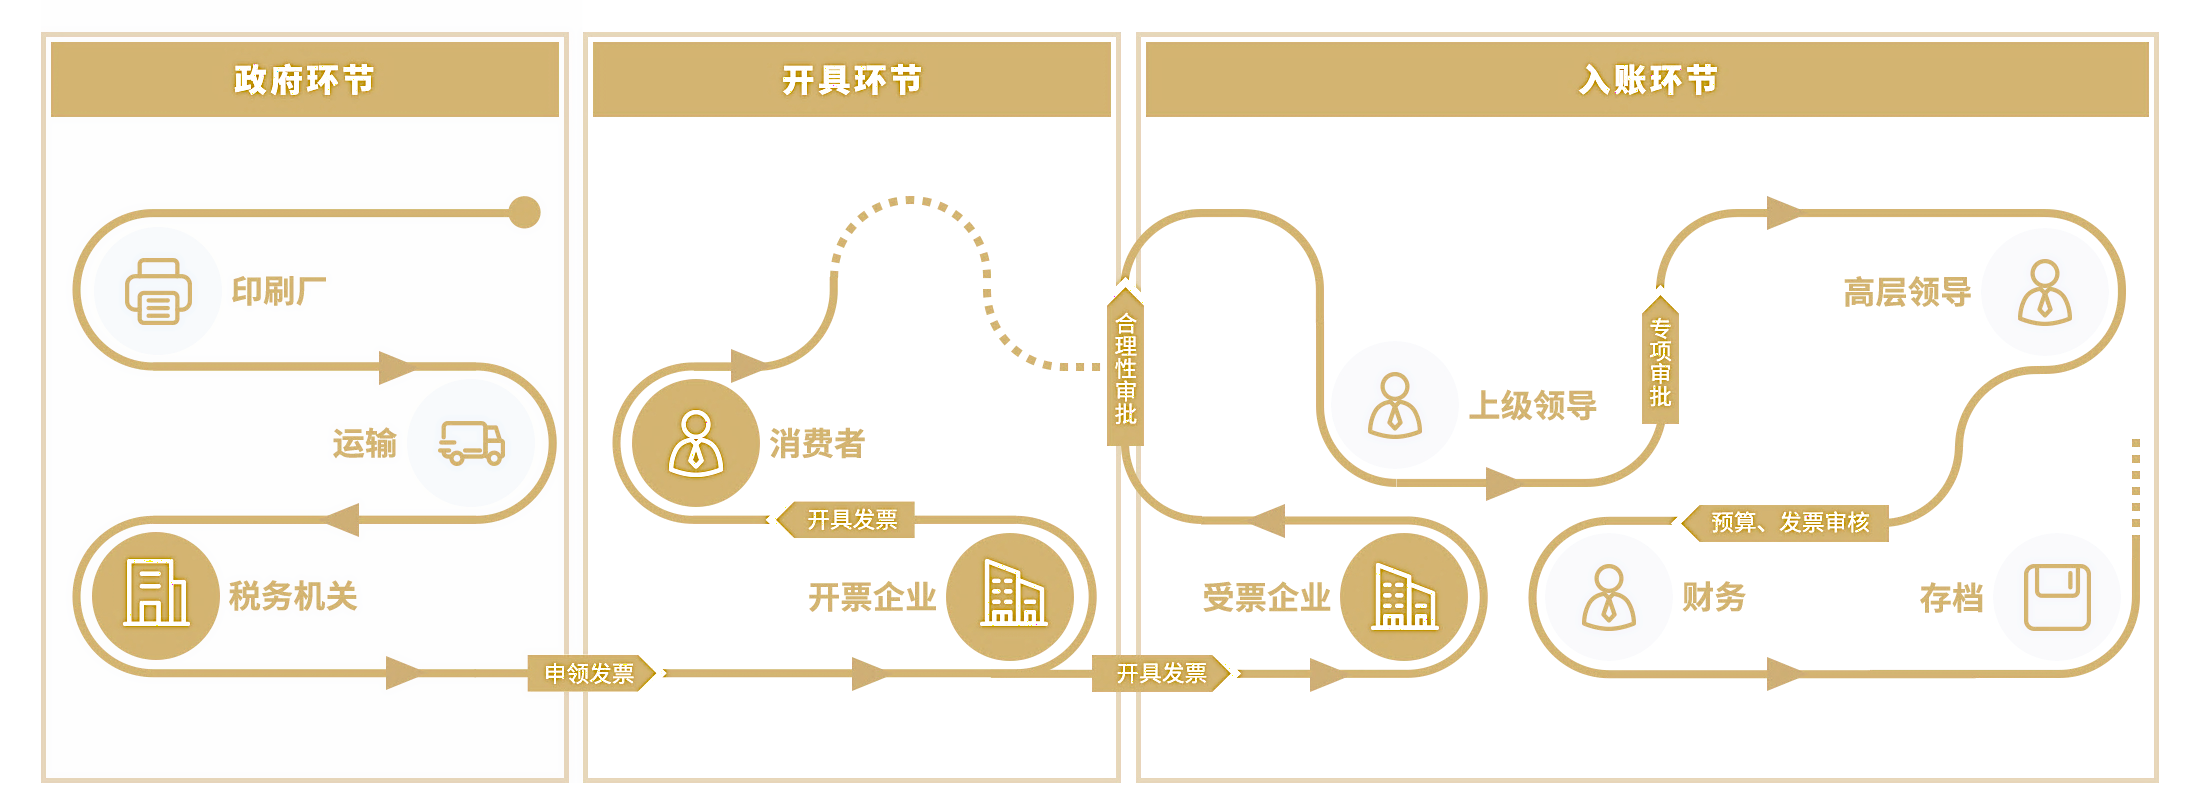 政府环节
印刷厂
运输
税务机关
申领发票
开具环节
消费者
开具发票
开票企业
开具发票
入账环节
受票企业
合理性审批
上级领导
专项审批
高层领导
预算、发票审核
财务
存档